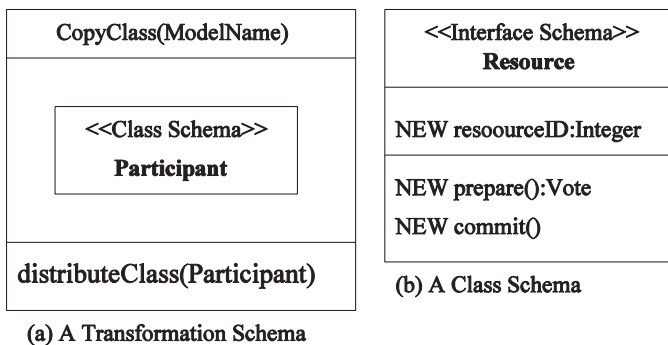 CopyClass(ModelName)
<<Class Schema>>
Participant
distributeClass(Participant)
(a) A Transformation Schema
<<Interface Schema>>
Resource
NEW resoourceID:Integer
NEW prepare():Vote
NEW commit()
(b) A Class Schema